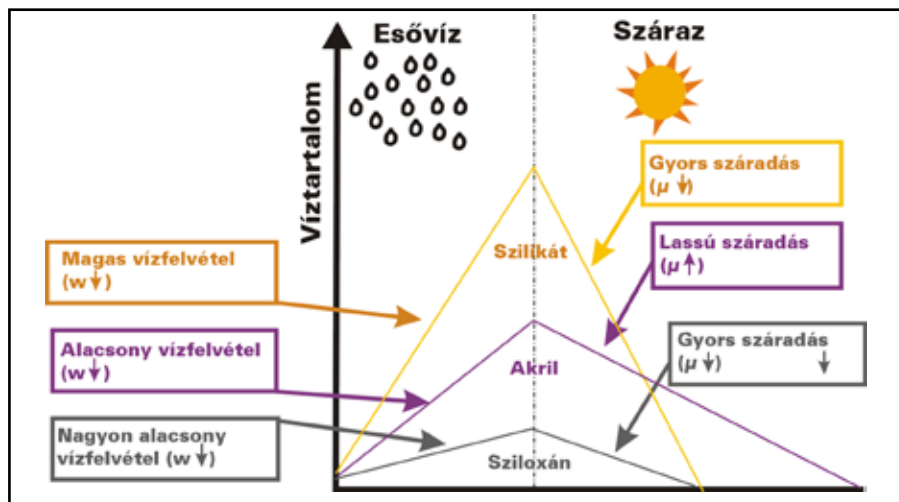 Esővíz
Száraz
Víztartalom
Gyors száradás
(µ ↓)
Lassú száradás
(µ↑)
Szilikát
Magas vízfelvétel
(w↓)
Alacsony vízfelvétel
(w↓)
Gyors száradás
(µ ↓) ↓
Akril
Nagyon alacsony
vízfelvétel (w↓)
Sziloxán